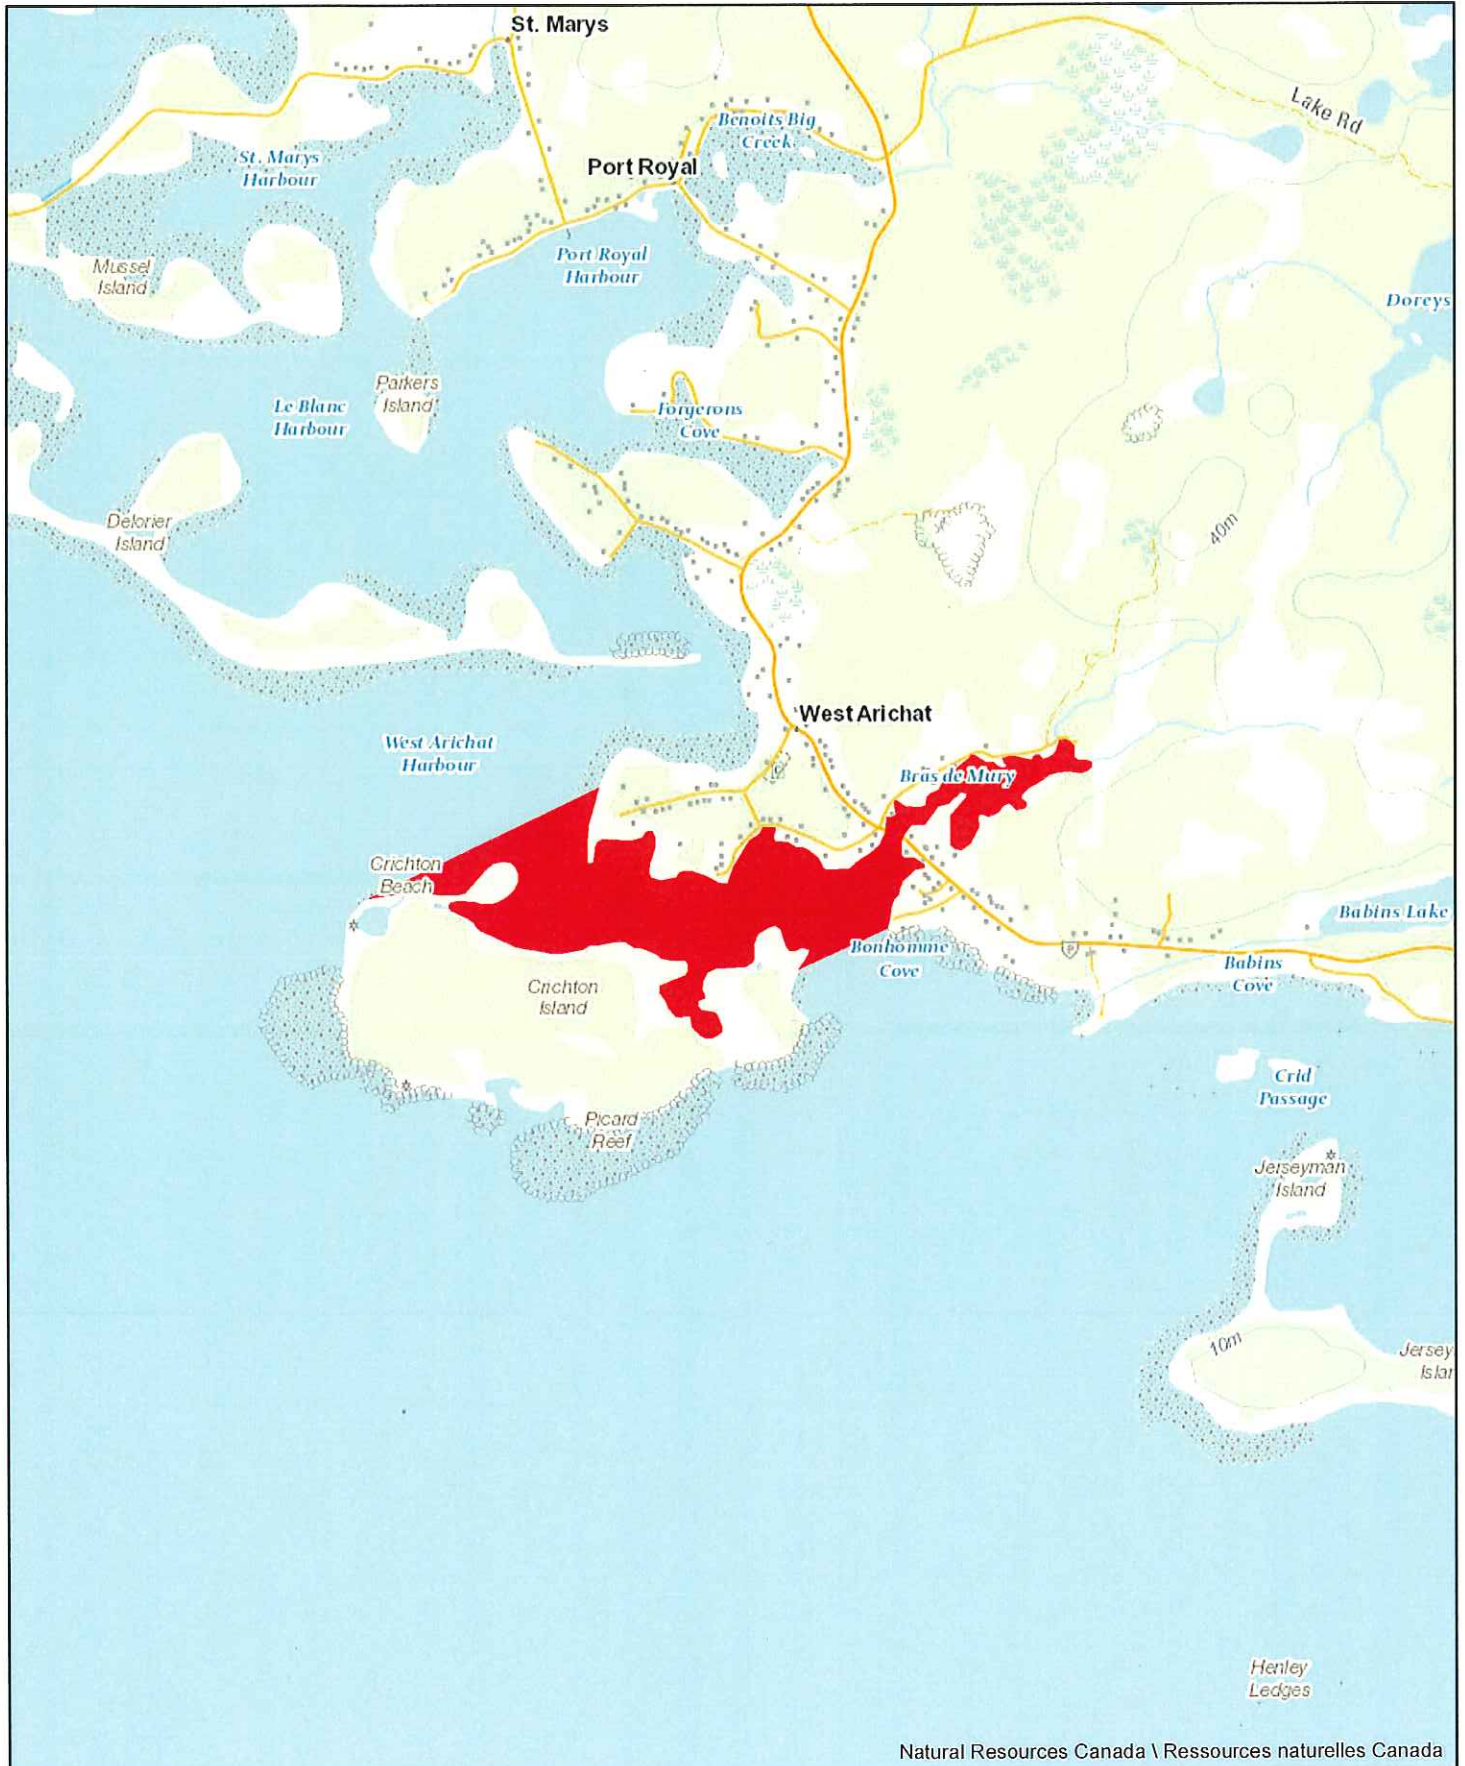 St. Marys
Lake Rd
Benoits Big
Creek
St. Marys
Harbour
Port Royal
Port Royal
Harbour
Mussel
Island
Doreys
Parkers
Island
Le Blanc
Harbour
Forgerons
Cove
Delorier
Island
40m
West Arichat
West Arichat
Harbour
Bras de Mury
Crichton
Beach
Babins Lake
Bonhomme
Cove
Babins
Cove
Crichton
Island
Crid
Passage
Picard
Reef
Jerseyman
Island
10m
Jersey
Islan
Henley
Ledges
Natural Resources Canada \ Ressources naturelles Canada